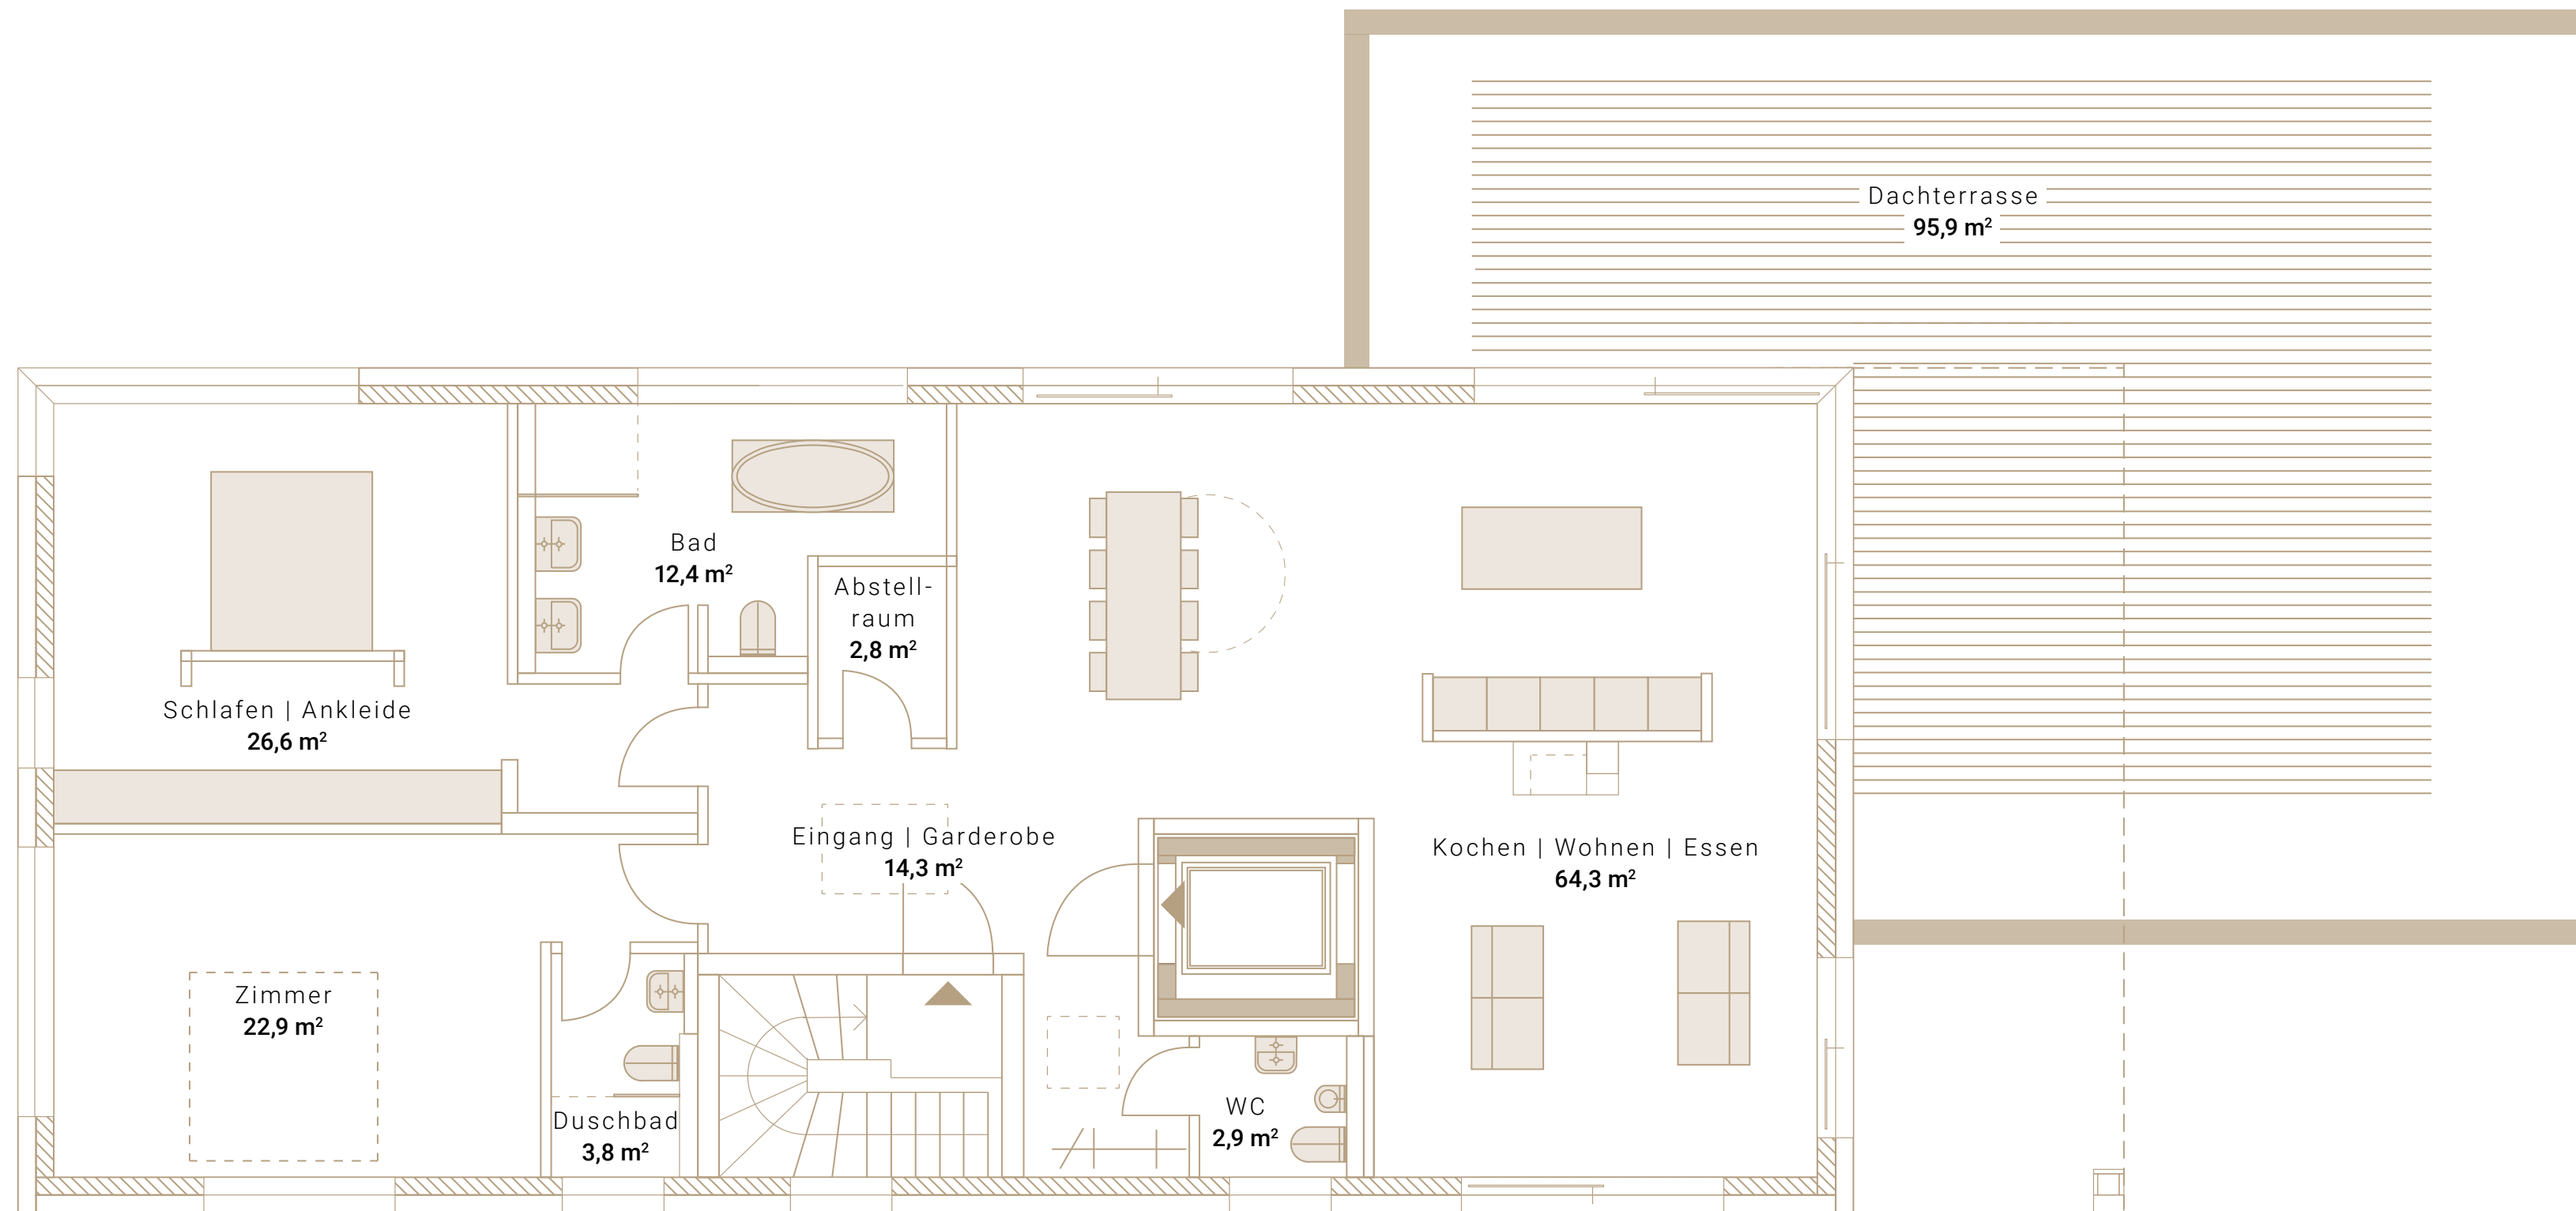 Dachterrasse
95,9 m²
Bad
12,4 m²
Abstell-
raum
2,8 m²
Schlafen | Ankleide
26,6 m²
Eingang | Garderobe
14,3 m²
Kochen | Wohnen | Essen
64,3 m²
Zimmer
22,9 m²
Duschbad
3,8 m²
WC
2,9 m²